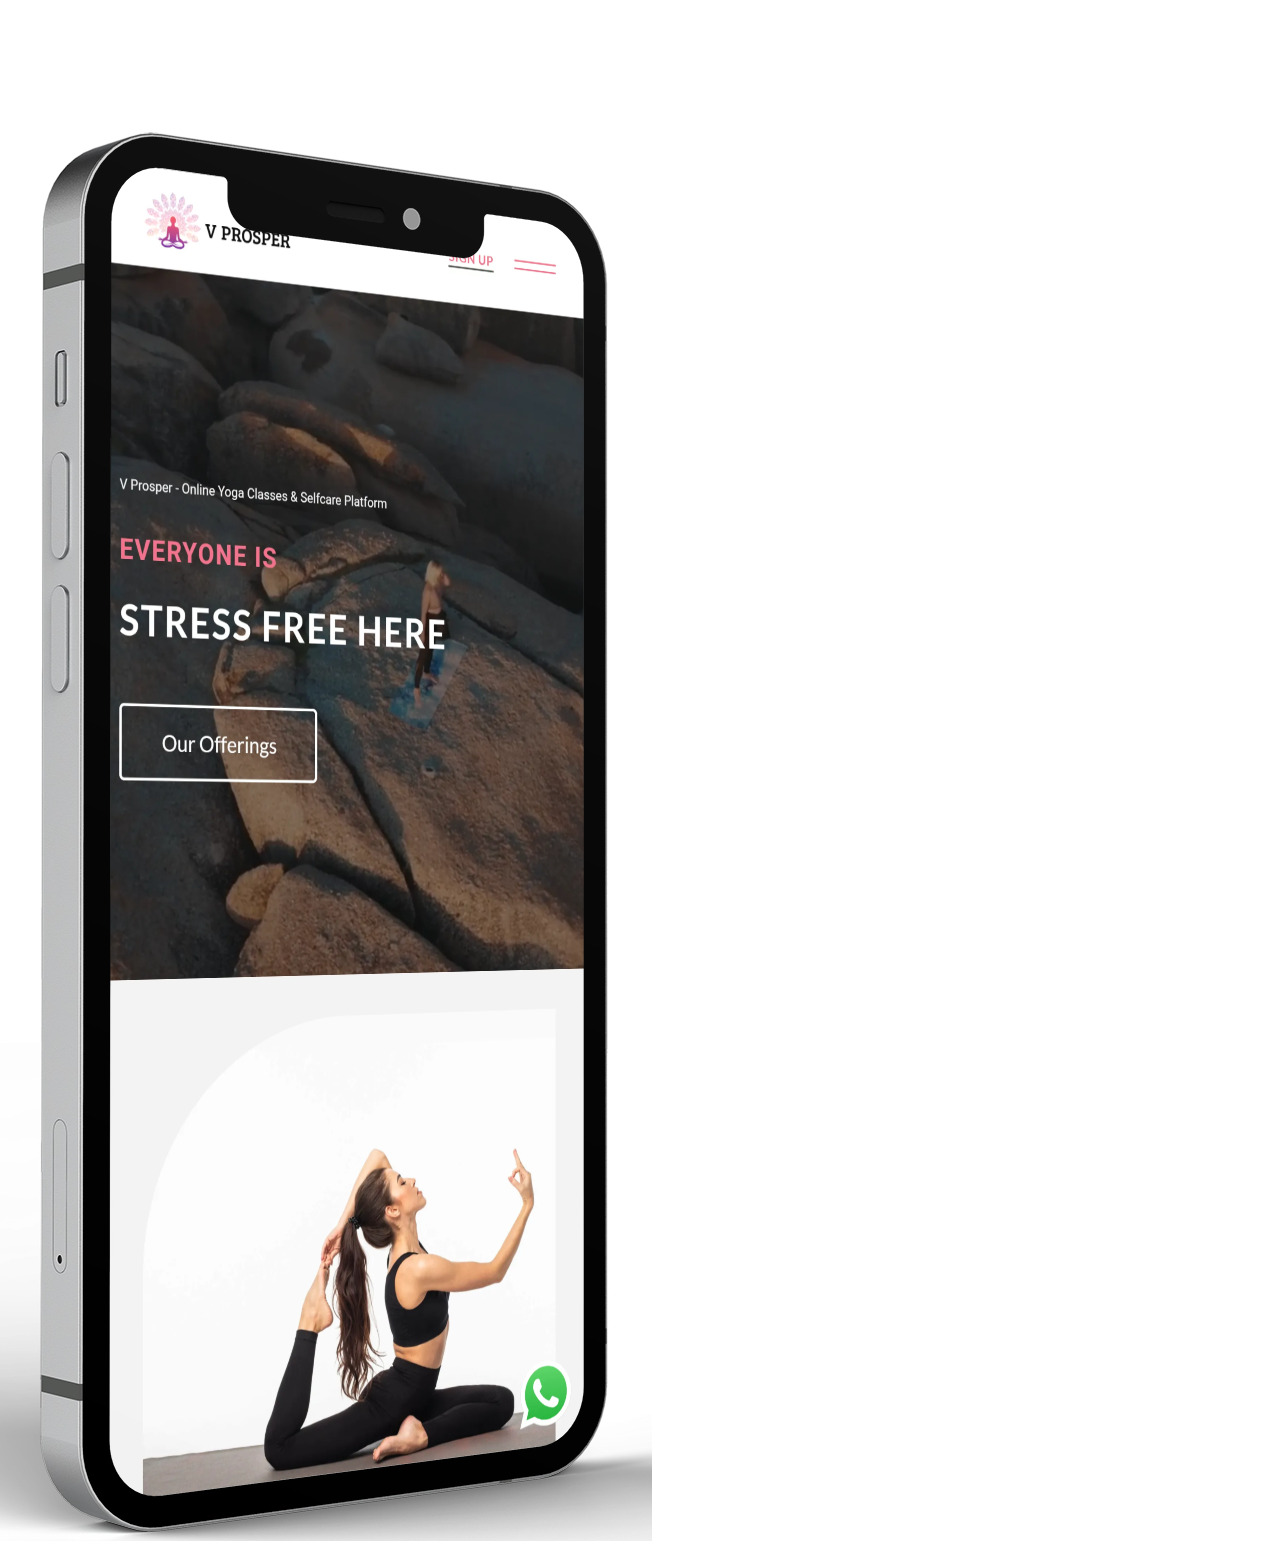 V PROSPER
SIGN UP
V Prosper - Online Yoga Classes & Selfcare Platform
EVERYONE IS
STRESS FREE HERE
Our Offerings